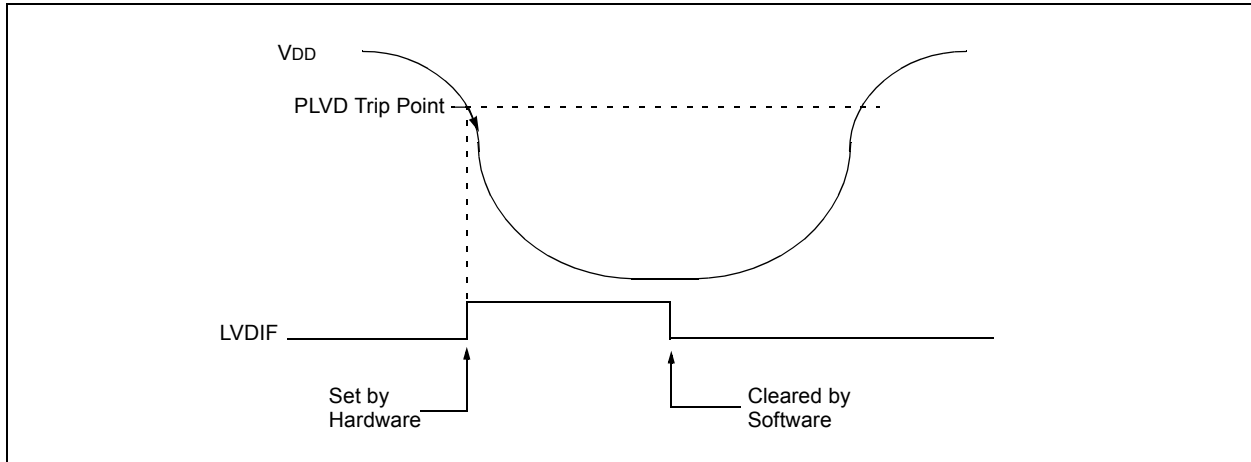 VDD
PLVD Trip Point
LVDIF
Set by
Hardware
Cleared by
Software